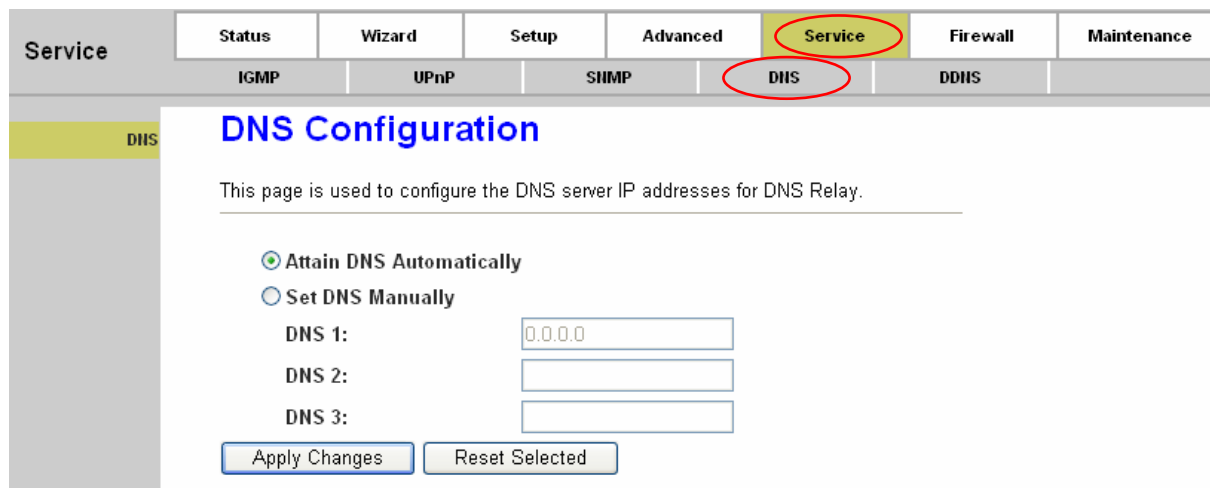 Service
Status Wizard Setup Advanced Service Firewall Maintenance
IGMP UPnP SNMP DNS DDNS
DNS
DNS Configuration
This page is used to configure the DNS server IP addresses for DNS Relay.
Attain DNS Automatically
Set DNS Manually
DNS 1: 0.0.0.0
DNS 2:
DNS 3:
Apply Changes Reset Selected